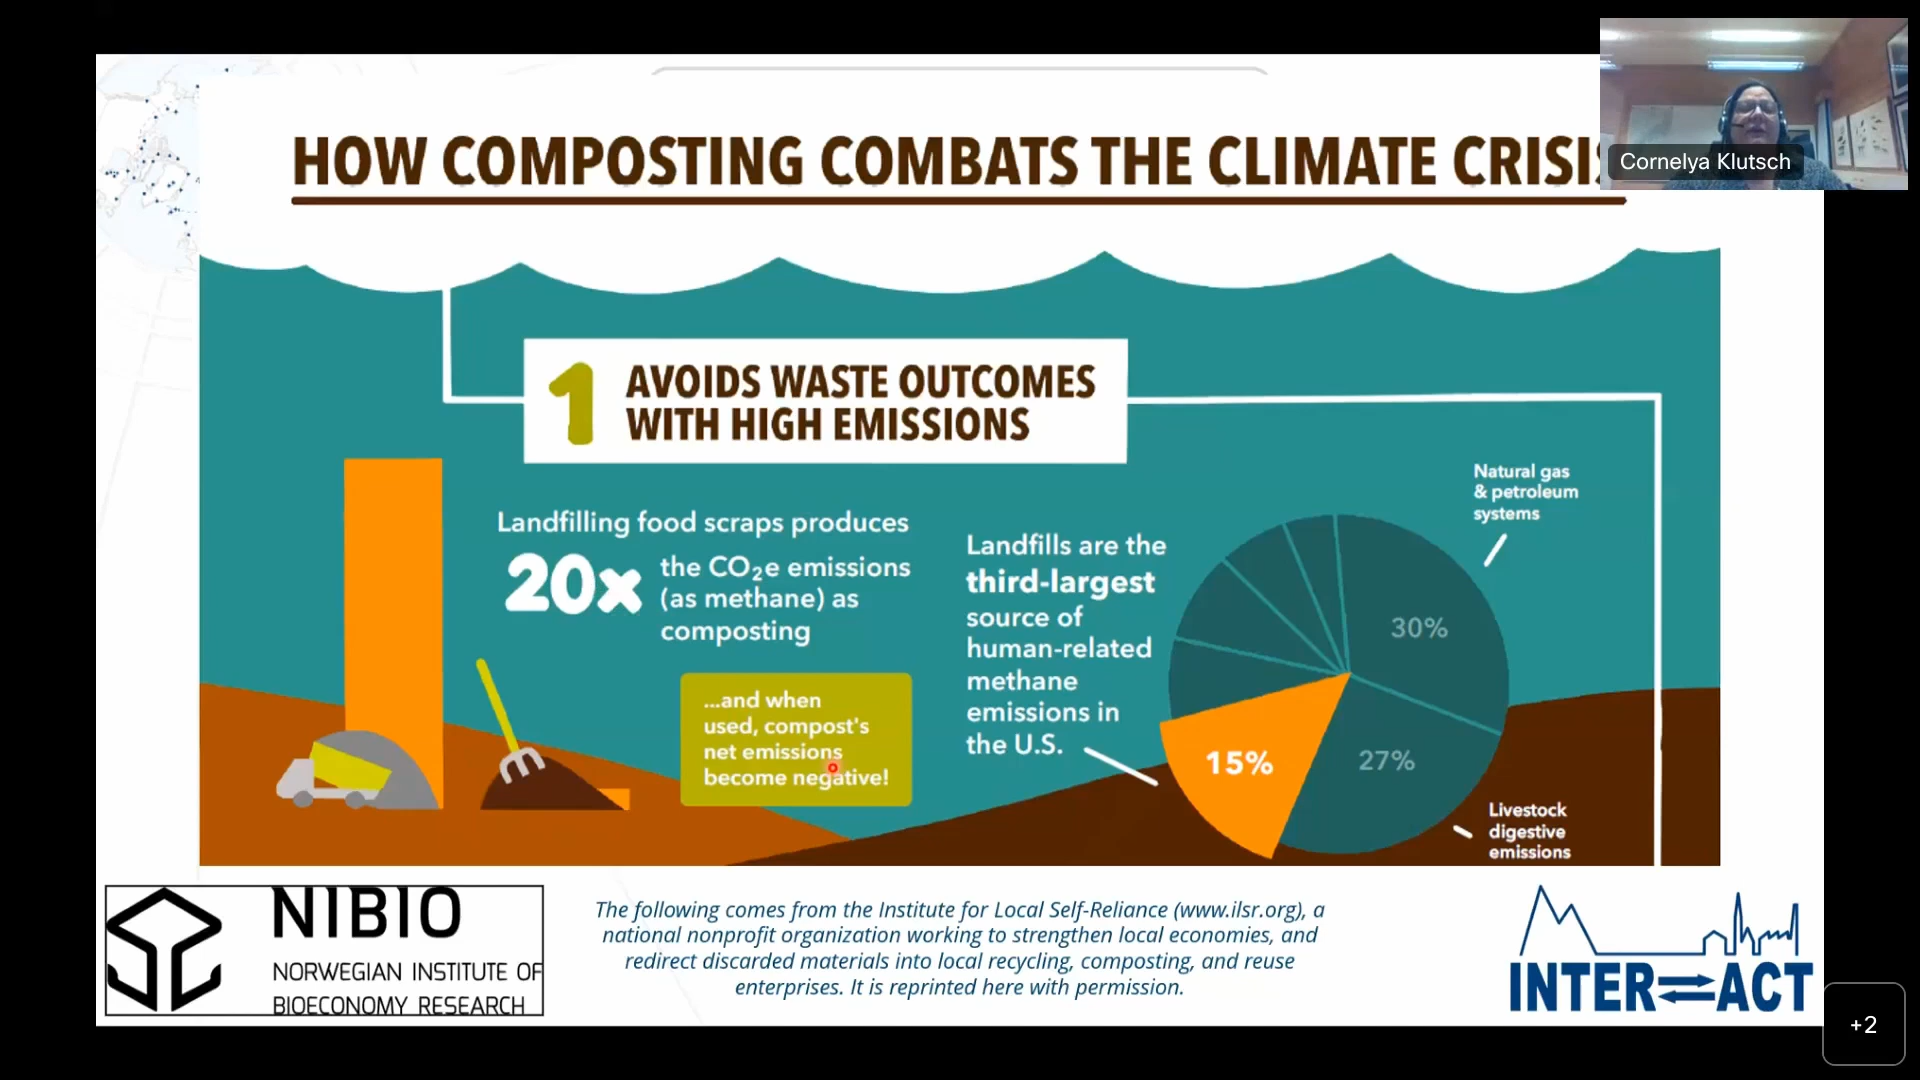 HOW COMPOSTING COMBATS THE CLIMATE CRISIS
Cornelya Klutsch
1
AVOIDS WASTE OUTCOMES
WITH HIGH EMISSIONS
Landfilling food scraps produces
20x
the CO₂e emissions
(as methane) as
composting
...and when
used, compost's
net emissions
become negative!
Landfills are the
third-largest
source of
human-related
methane
emissions in
the U.S.
Natural gas
& petroleum
systems
30%
15%
27%
Livestock
digestive
emissions
NIBIO
NORWEGIAN INSTITUTE OF
BIOECONOMY RESEARCH
The following comes from the Institute for Local Self-Reliance (www.ilsr.org), a
national nonprofit organization working to strengthen local economies, and
redirect discarded materials into local recycling, composting, and reuse
enterprises. It is reprinted here with permission.
INTERACT
+2